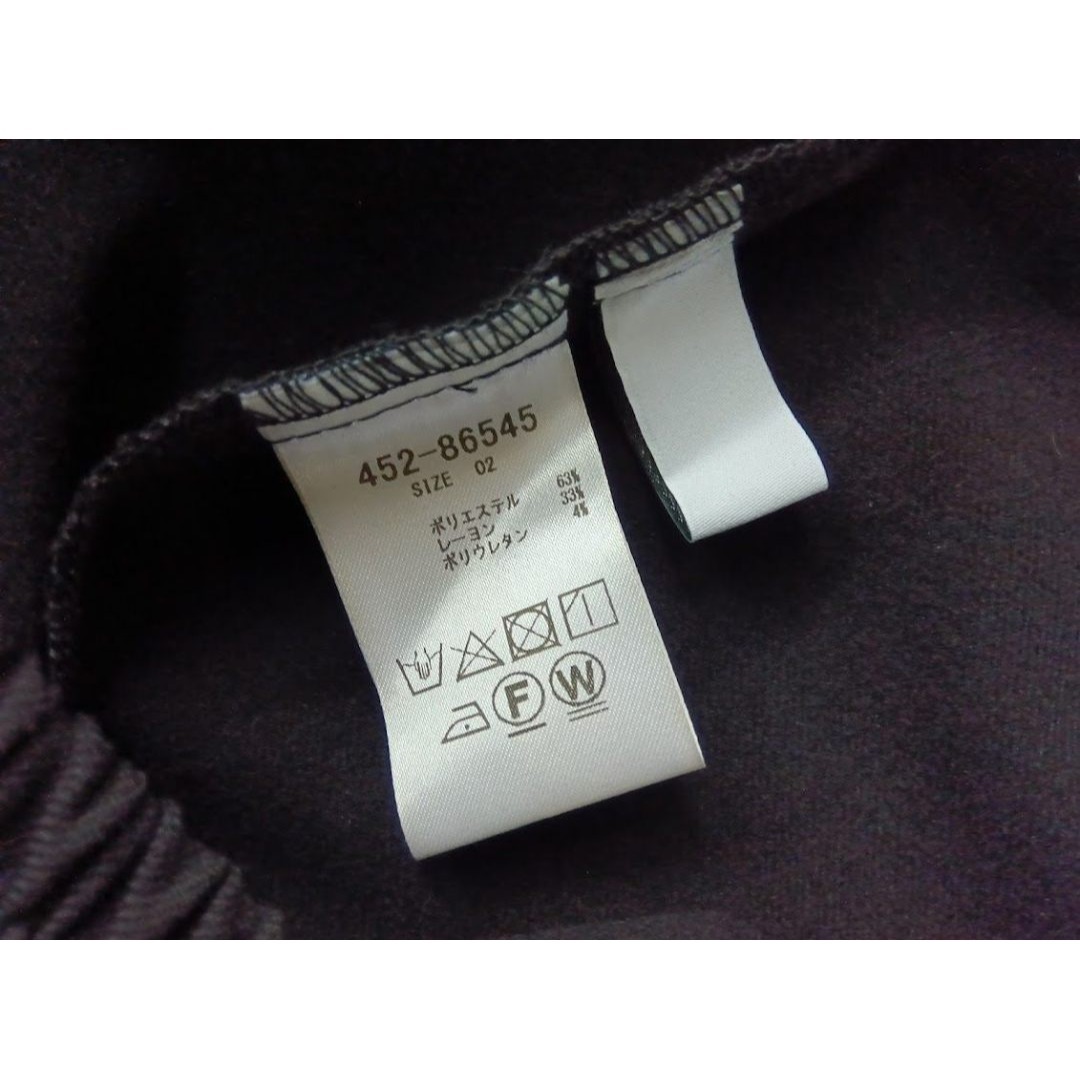 452-86545
SIZE 02
ポリエステル 63%
レーヨン 33%
ポリウレタン 4%
F W